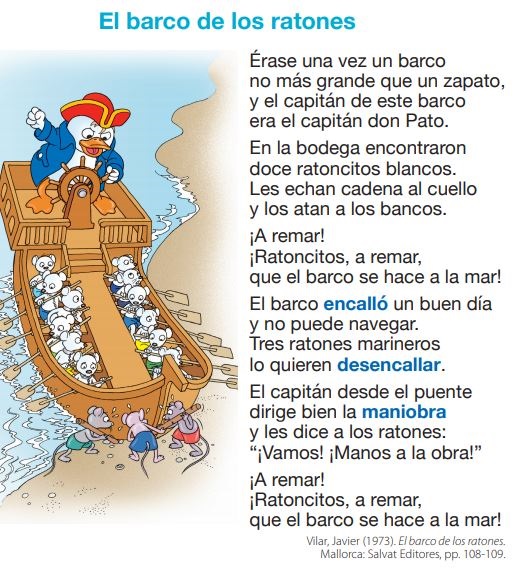 El barco de los ratones
Érase una vez un barco
no más grande que un zapato,
y el capitán de este barco
era el capitán don Pato.
En la bodega encontraron
doce ratoncitos blancos.
Les echan cadena al cuello
y los atan a los bancos.
¡A remar!
¡Ratoncitos, a remar,
que el barco se hace a la mar!
El barco encalló un buen día
y no puede navegar.
Tres ratones marineros
lo quieren desencallar.
El capitán desde el puente
dirige bien la maniobra
y les dice a los ratones:
“¡Vamos! ¡Manos a la obra!”
¡A remar!
¡Ratoncitos, a remar,
que el barco se hace a la mar!
Vilar, Javier (1973). El barco de los ratones.
Mallorca: Salvat Editores, pp. 108-109.